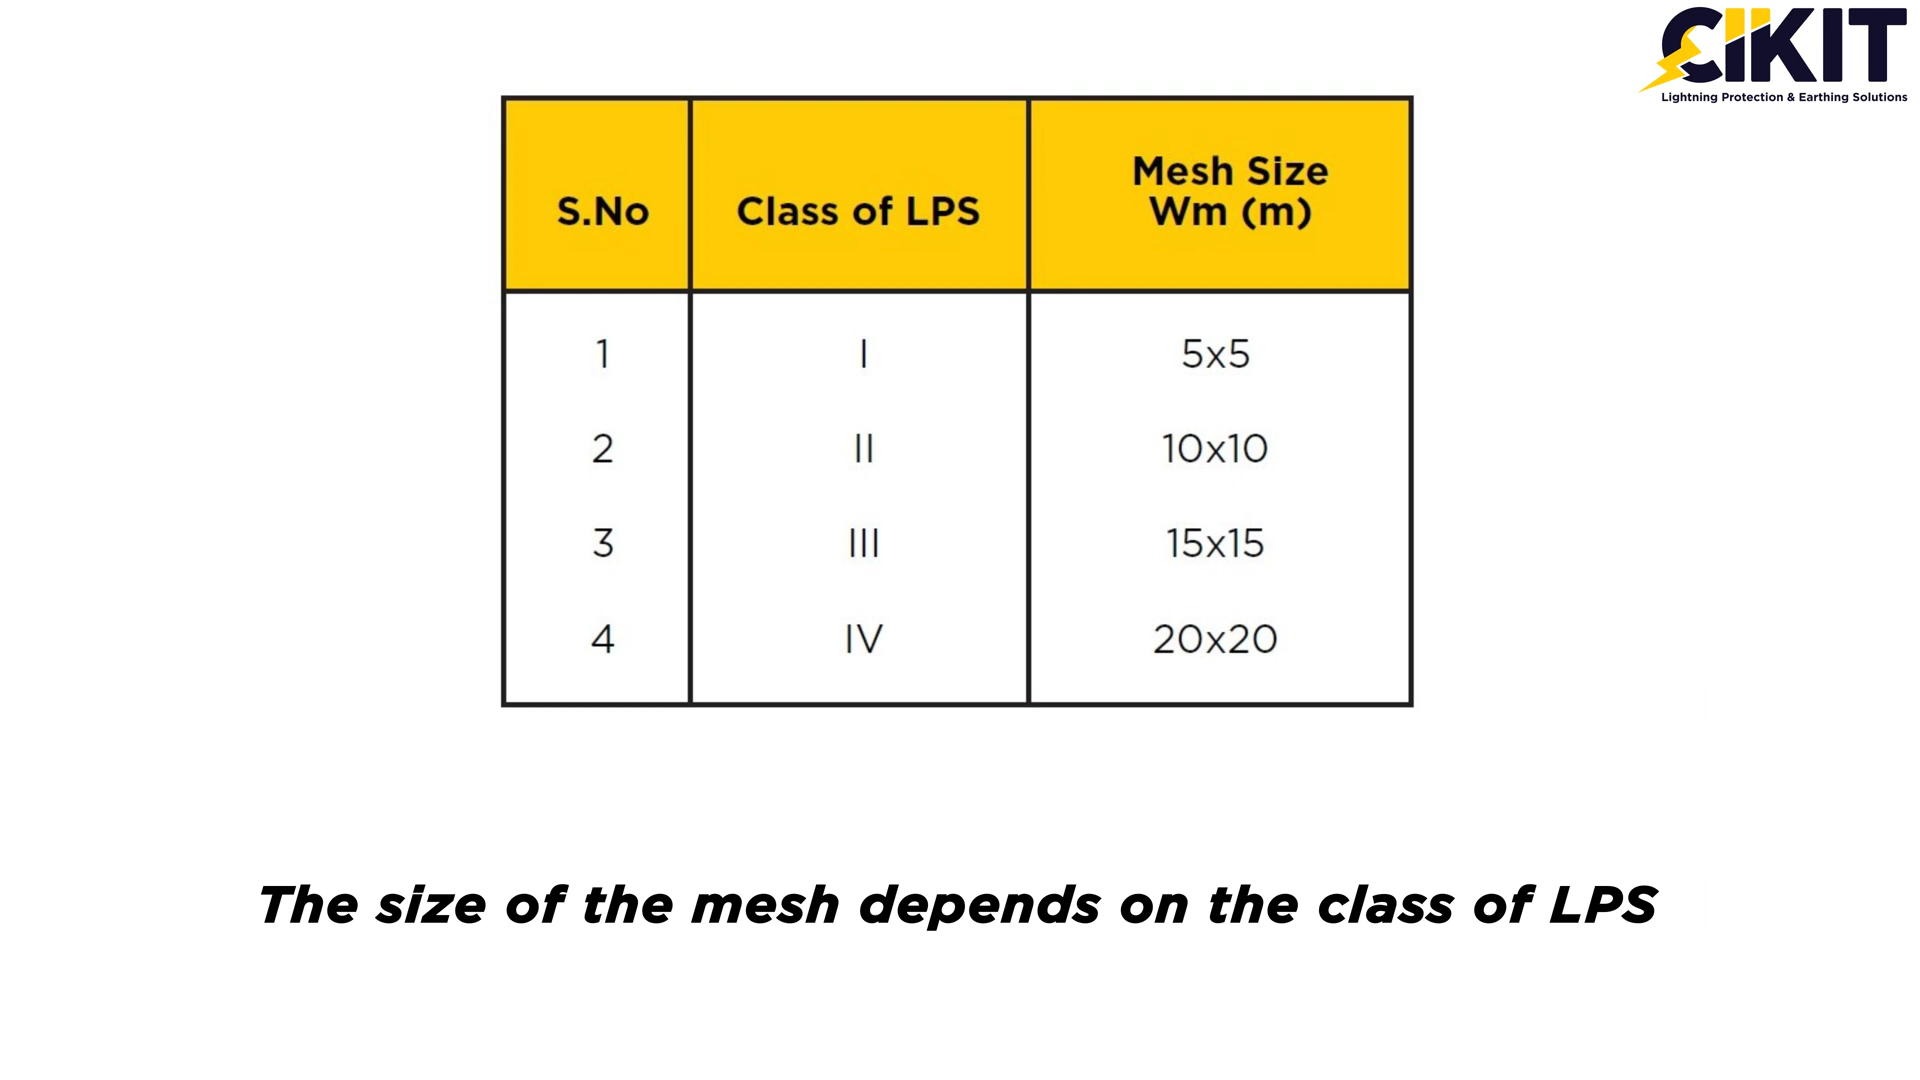 CIKIT
Lightning Protection & Earthing Solutions
S.No Class of LPS Mesh Size Wm (m)
1 I 5x5
2 II 10x10
3 III 15x15
4 IV 20x20
The size of the mesh depends on the class of LPS